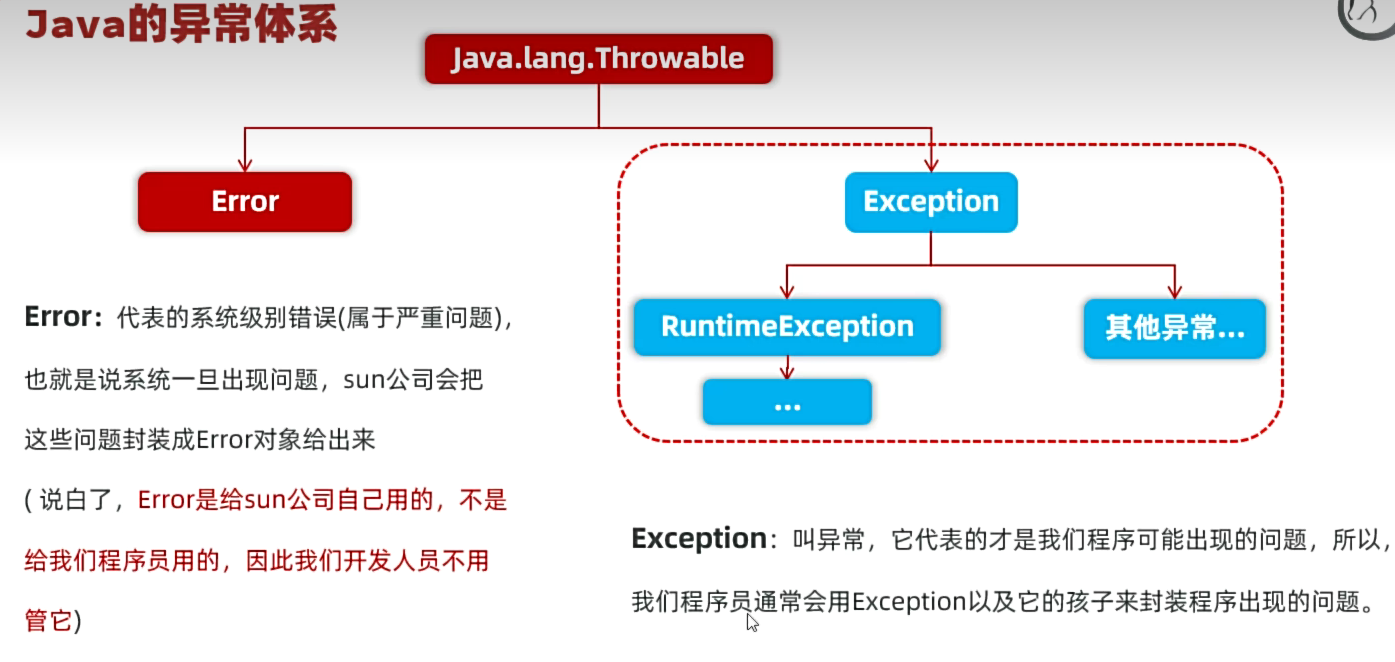 Java的异常体系
Java.lang.Throwable
Error
Exception
RuntimeException
其他异常...
...
Error：代表的系统级别错误(属于严重问题)，
也就是说系统一旦出现问题，sun公司会把
这些问题封装成Error对象给出来
( 说白了，Error是给sun公司自己用的，不是
给我们程序员用的，因此我们开发人员不用
管它)
Exception：叫异常，它代表的才是我们程序可能出现的问题，所以，
我们程序员通常会用Exception以及它的孩子来封装程序出现的问题。